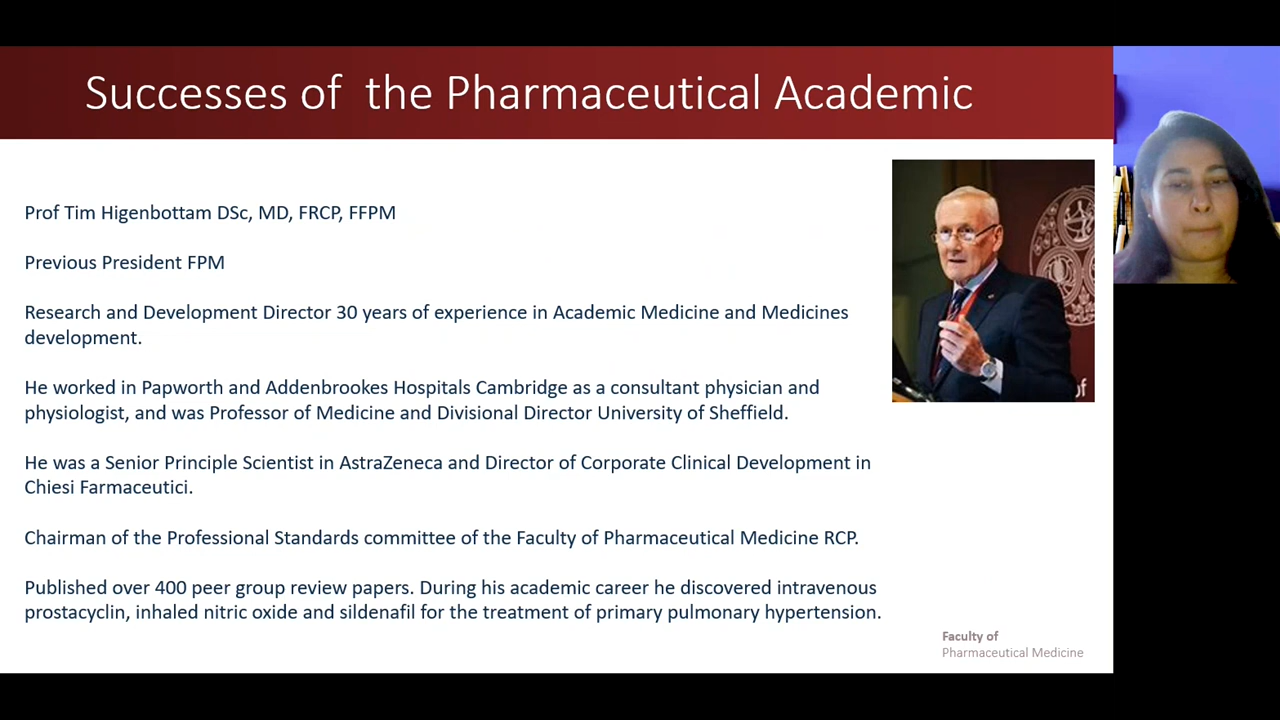 Successes of the Pharmaceutical Academic
Prof Tim Higenbottam DSc, MD, FRCP, FFPM
Previous President FPM
Research and Development Director 30 years of experience in Academic Medicine and Medicines
development.
He worked in Papworth and Addenbrookes Hospitals Cambridge as a consultant physician and
physiologist, and was Professor of Medicine and Divisional Director University of Sheffield.
He was a Senior Principle Scientist in AstraZeneca and Director of Corporate Clinical Development in
Chiesi Farmaceutici.
Chairman of the Professional Standards committee of the Faculty of Pharmaceutical Medicine RCP.
Published over 400 peer group review papers. During his academic career he discovered intravenous
prostacyclin, inhaled nitric oxide and sildenafil for the treatment of primary pulmonary hypertension.
of
Faculty of
Pharmaceutical Medicine